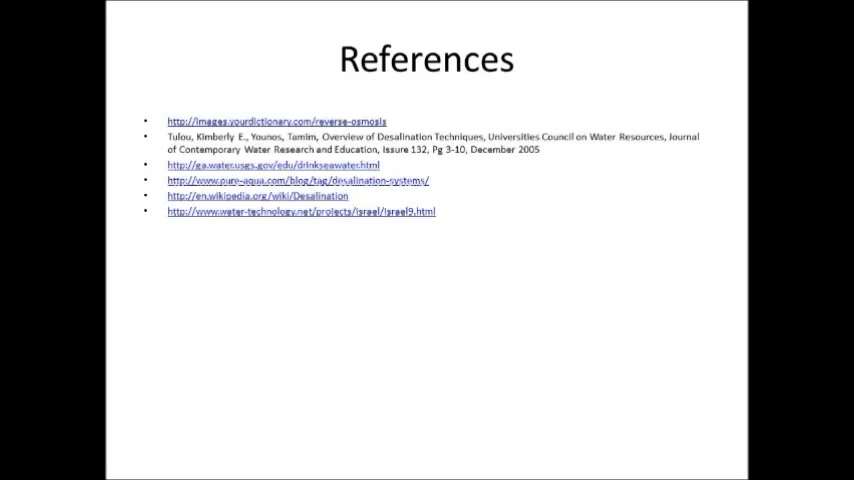 References
http://images.yourdictionary.com/reverse-osmosis
Tulou, Kimberly E., Younos, Tamim, Overview of Desalination Techniques, Universities Council on Water Resources, Journal
of Contemporary Water Research and Education, Issure 132, Pg 3-10, December 2005
http://ga.water.usgs.gov/edu/drinkseawater.html
http://www.pure-aqua.com/blog/tag/desalination-systems/
http://en.wikipedia.org/wiki/Desalination
http://www.water-technology.net/projects/israel/israel9.html